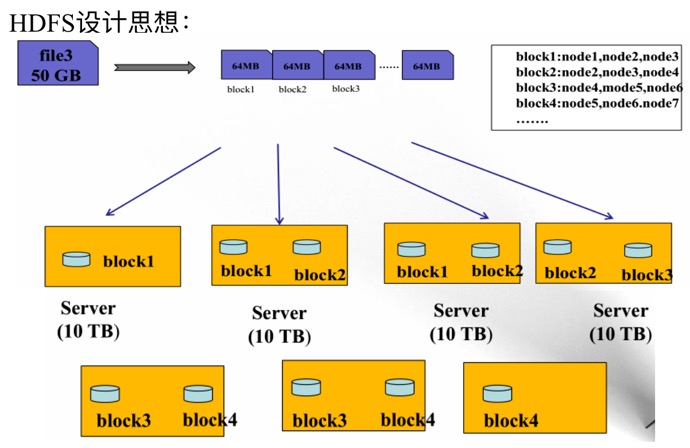 HDFS设计思想：
file3
50 GB
64MB 64MB 64MB ...... 64MB
block1 block2 block3
block1:node1,node2,node3
block2:node2,node3,node4
block3:node4,mode5,node6
block4:node5,node6.node7
.......
block1
block1 block2
block1 block2
block2 block3
Server
(10 TB)
Server
(10 TB)
Server
(10 TB)
Server
(10 TB)
block3 block4
block3 block4
block4